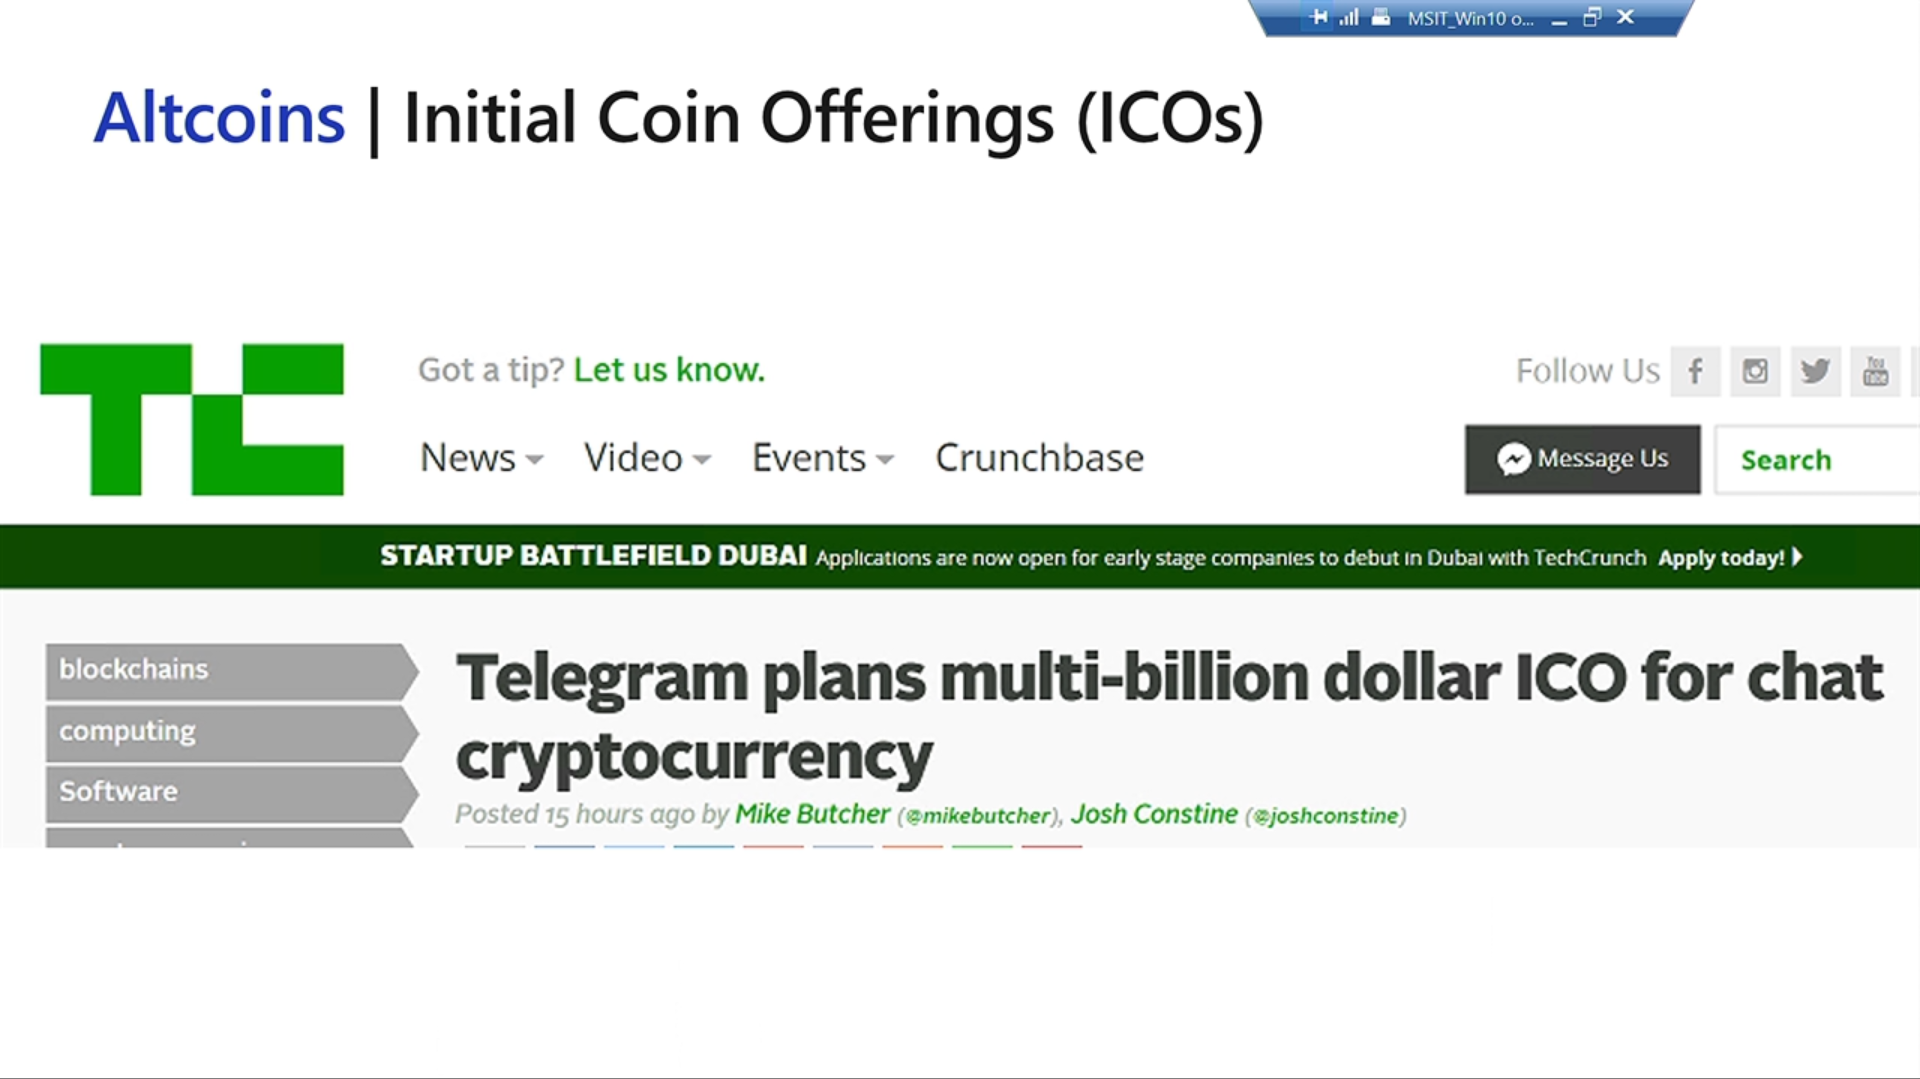 MSIT_Win10 o...
Altcoins | Initial Coin Offerings (ICOs)
TC
Got a tip? Let us know.
Follow Us
You Tube
News Video Events Crunchbase
Message Us
Search
STARTUP BATTLEFIELD DUBAI Applications are now open for early stage companies to debut in Dubai with TechCrunch Apply today!
blockchains
computing
Software
Telegram plans multi-billion dollar ICO for chat
cryptocurrency
Posted 15 hours ago by Mike Butcher (@mikebutcher), Josh Constine (@joshconstine)